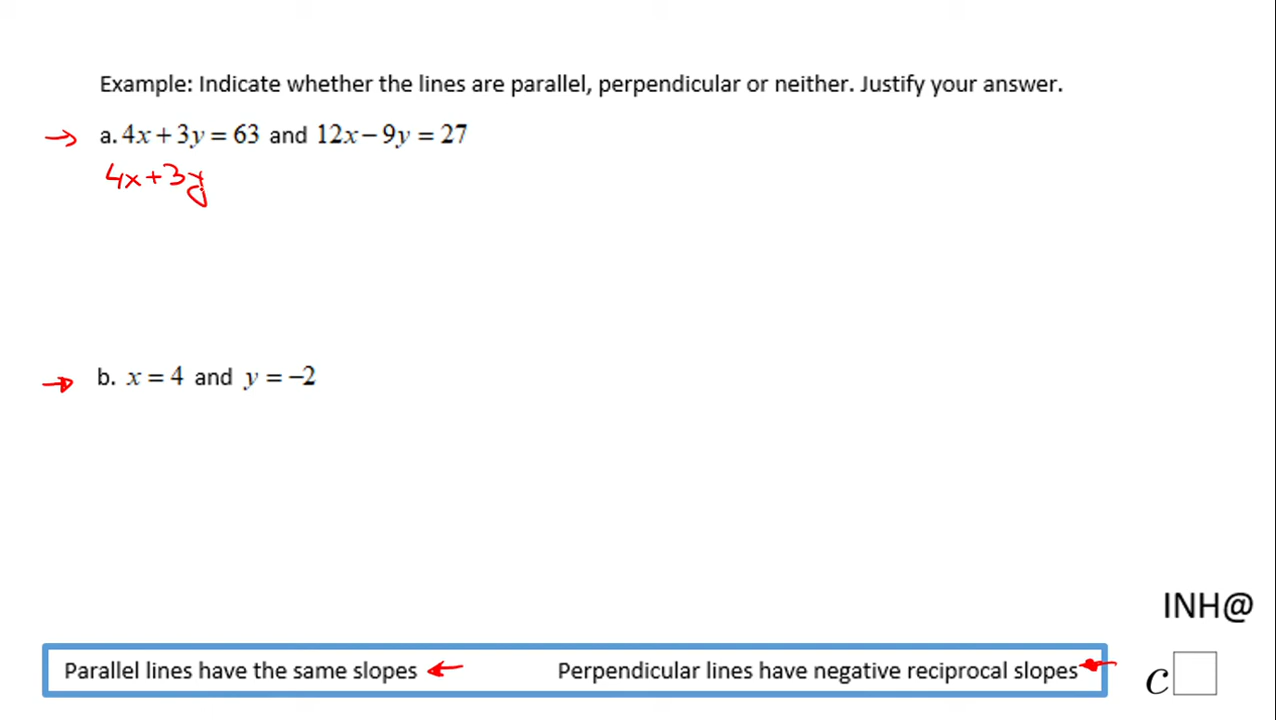 Example: Indicate whether the lines are parallel, perpendicular or neither. Justify your answer.
a. 4x + 3y = 63 and 12x − 9y = 27
4x+3y
b. x = 4 and y = −2
INH@
Parallel lines have the same slopes Perpendicular lines have negative reciprocal slopes
c